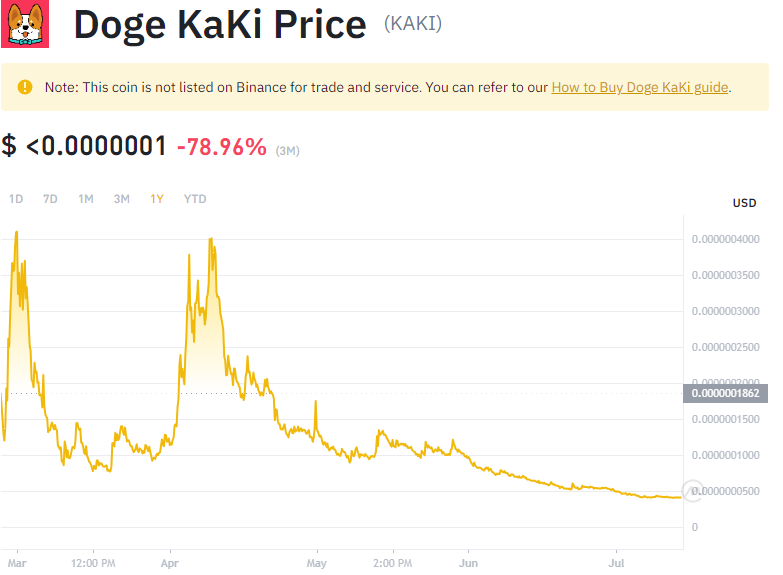 Doge KaKi Price (KAKI)
Note: This coin is not listed on Binance for trade and service. You can refer to our How to Buy Doge KaKi guide.
$ <0.0000001 -78.96% (3M)
1D 7D 1M 3M 1Y YTD
USD
0.0000004000
0.0000003500
0.0000003000
0.0000002500
0.0000002000
0.0000001862
0.0000001500
0.0000001000
0.0000000500
0
Mar 12:00 PM Apr May 2:00 PM Jun Jul